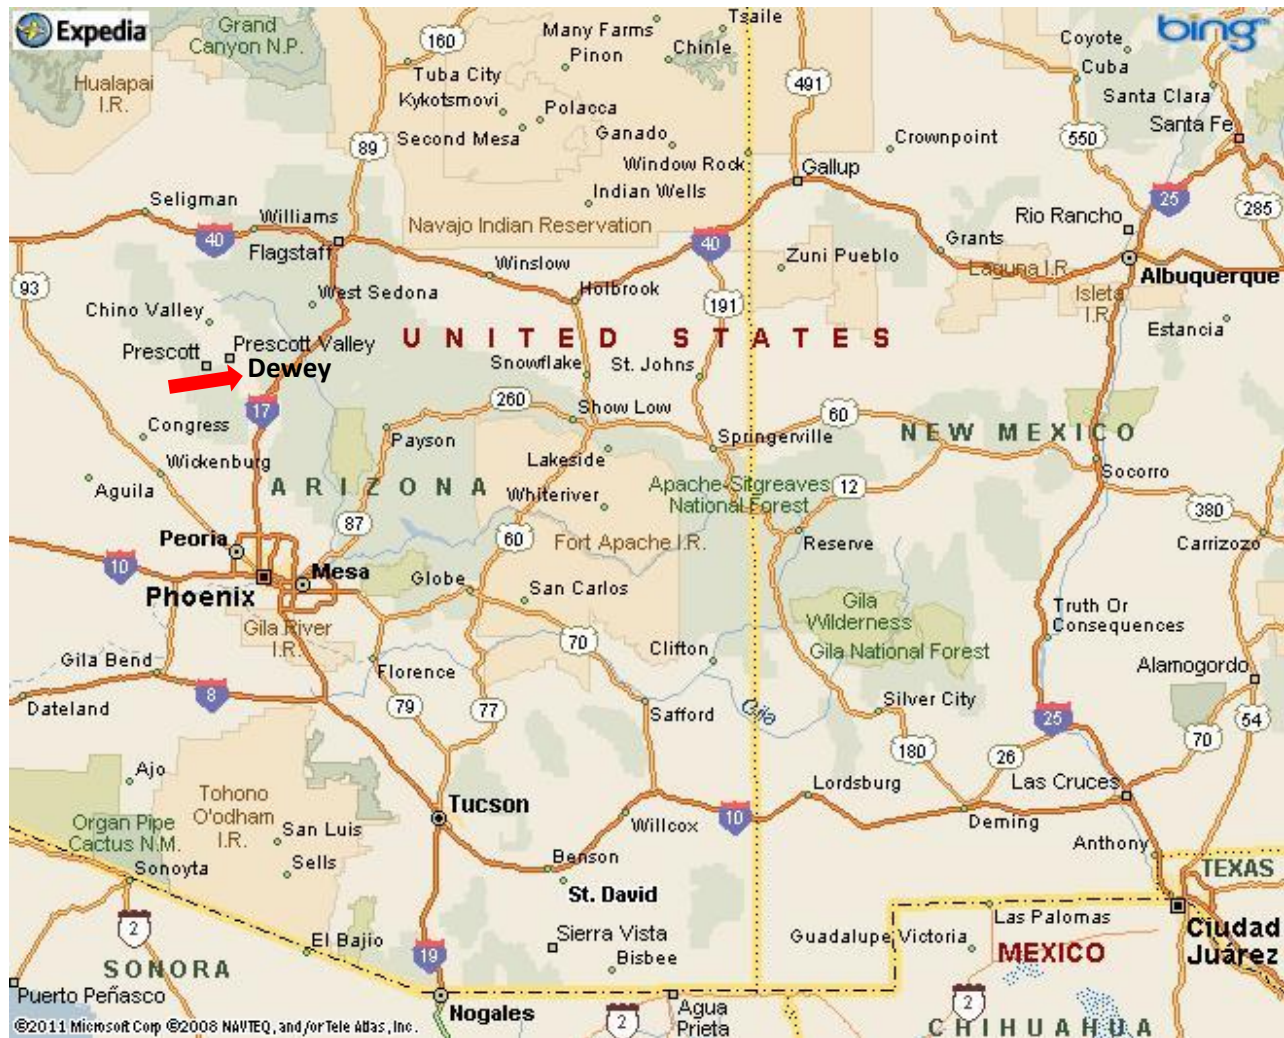 Expedia
bing
Grand
Canyon N.P.
Many Farms
Pinon
Tsaile
Chinle
Coyote
Cuba
160
Tuba City
Kykotsmovi
Polacca
Hualapai
I.R.
491
Santa Clara
Santa Fe
Second Mesa
Ganado
Window Rock
Crownpoint
550
89
Gallup
Indian Wells
25
285
Seligman
Williams
Navajo Indian Reservation
Rio Rancho
40
Flagstaff
40
Grants
Zuni Pueblo
Laguna I.R.
Albuquerque
Winslow
Isleta
I.R.
93
Holbrook
West Sedona
191
Chino Valley
Estancia
UNITED STATES
Prescott Valley
Prescott
Dewey
Snowflake
St. Johns
17
260
Show Low
60
Congress
Payson
Springerville
NEW MEXICO
Lakeside
Wickenburg
Socorro
Aguila
ARIZONA
Whiteriver
Apache-Sitgreaves
National Forest
12
380
87
Peoria
60
Fort Apache I.R.
Reserve
Carrizozo
10
Mesa
Globe
San Carlos
Phoenix
Gila
Wilderness
Truth Or
Consequences
Gila River
I.R.
70
Clifton
Gila National Forest
Gila Bend
Florence
Alamogordo
8
Dateland
79
77
Safford
Gila
Silver City
25
54
180
26
70
Ajo
Lordsburg
Las Cruces
Tohono
O'odham
I.R.
Tucson
Organ Pipe
Cactus N.M.
San Luis
Willcox
10
Deming
Anthony
Sonoyta
Sells
Benson
TEXAS
St. David
2
Las Palomas
El Bajio
Sierra Vista
Guadalupe Victoria
Ciudad
Juárez
19
Bisbee
MEXICO
SONORA
Puerto Peñasco
Nogales
Agua
Prieta
2
2
CHIHUAHUA
©2011 Microsoft Corp ©2008 NAVTEQ, and/or Tele Atlas, Inc.